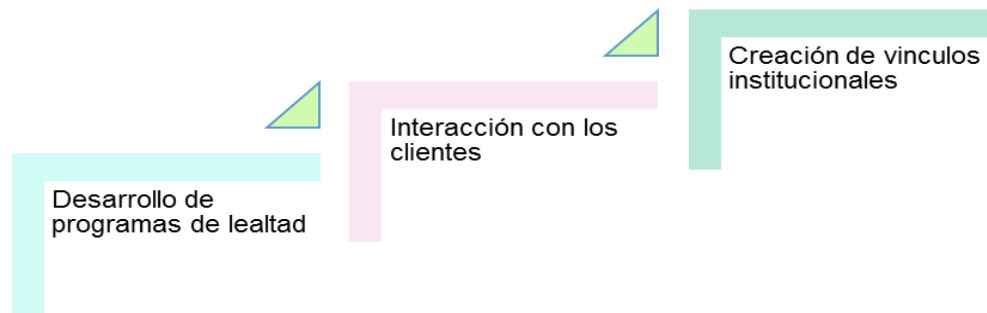 Desarrollo de
programas de lealtad
Interacción con los
clientes
Creación de vinculos
institucionales